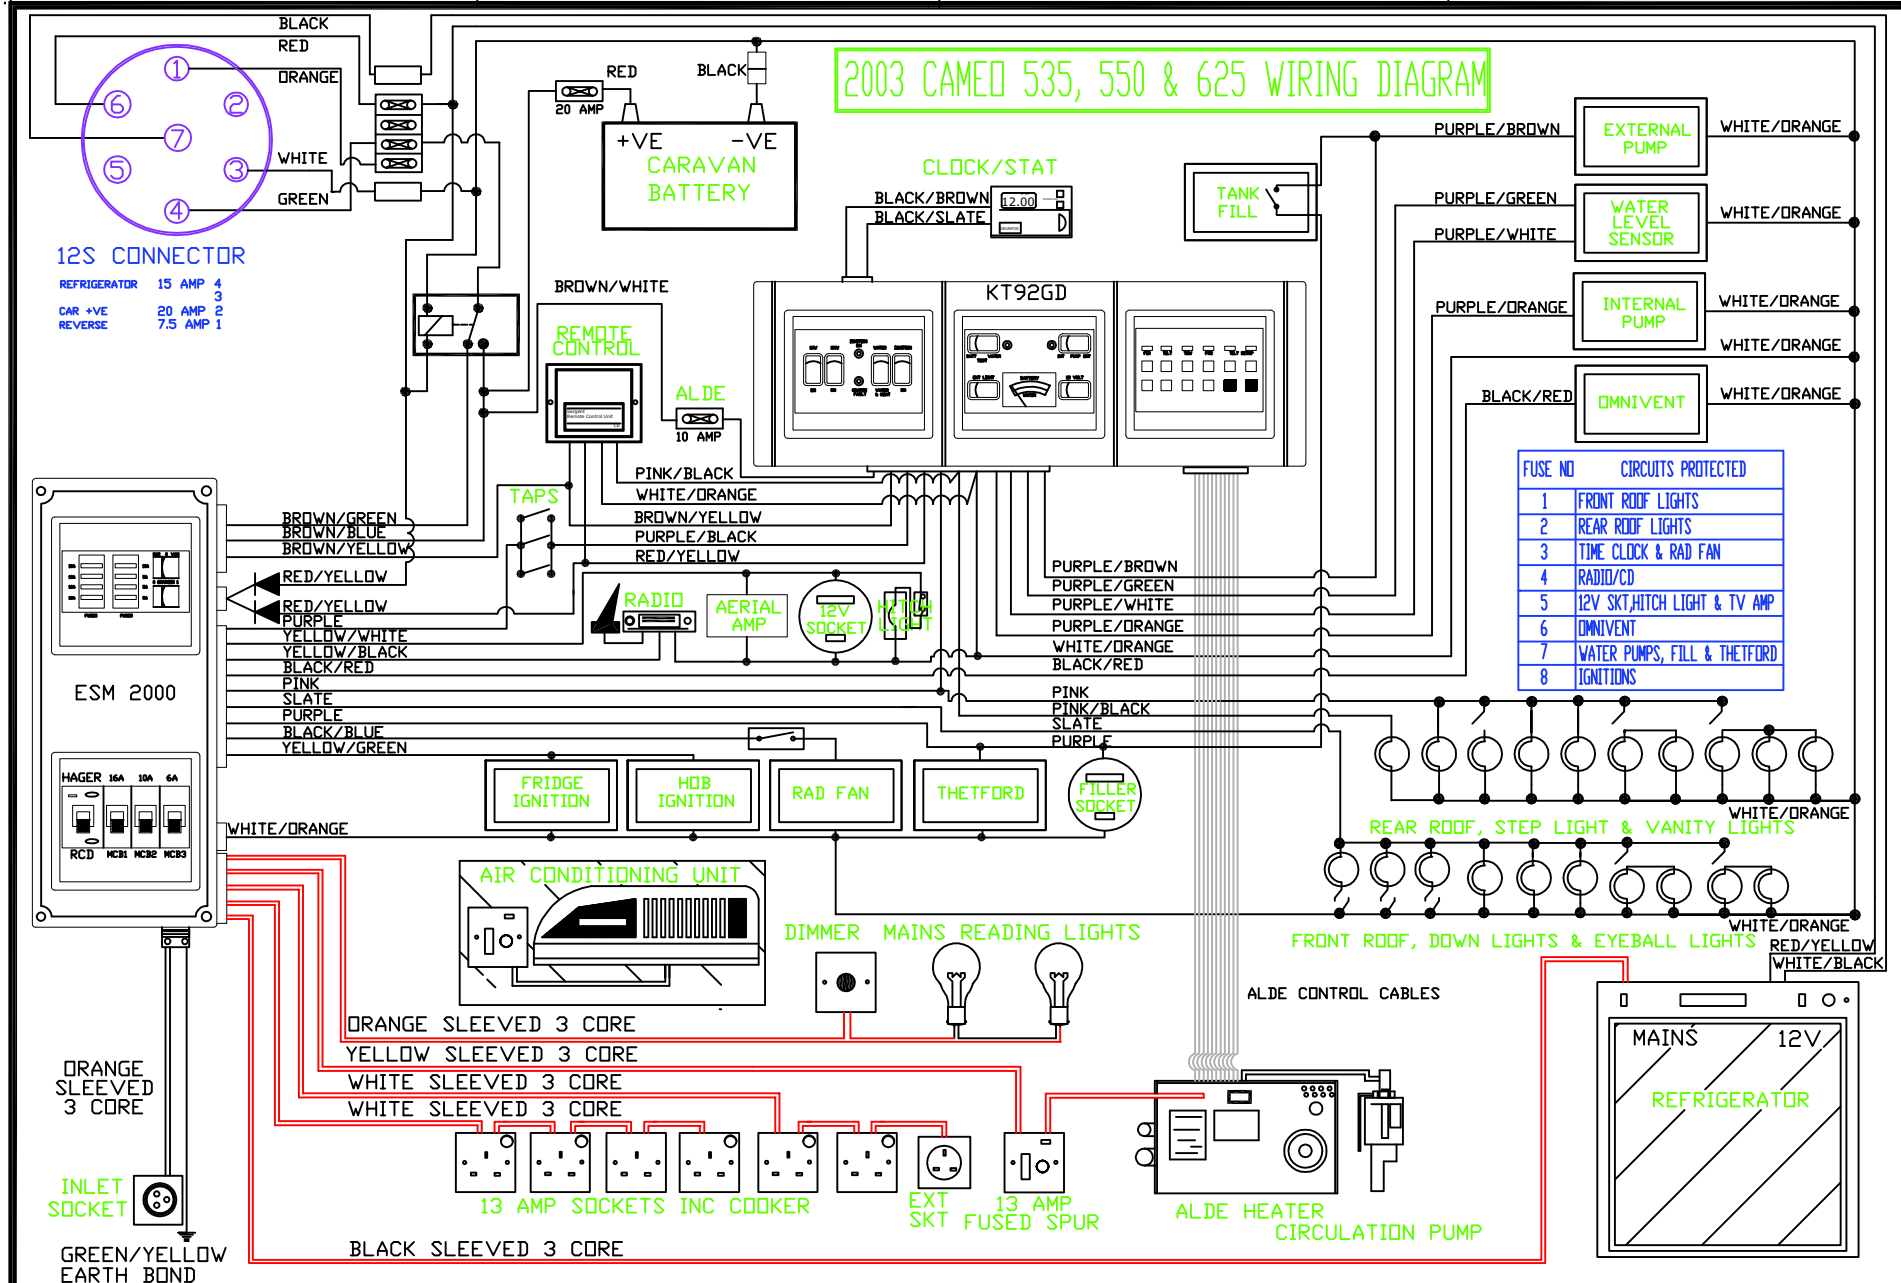 2003 CAMEO 535, 550 & 625 WIRING DIAGRAM
BLACK
RED
ORANGE
WHITE
GREEN
1
6
2
7
5
3
4
12S CONNECTOR
REFRIGERATOR 15 AMP 4
3
CAR +VE 20 AMP 2
REVERSE 7.5 AMP 1
RED
20 AMP
BLACK
+VE -VE
CARAVAN
BATTERY
CLOCK/STAT
BLACK/BROWN
BLACK/SLATE
12.00
TANK
FILL
PURPLE/BROWN
EXTERNAL
PUMP
WHITE/ORANGE
PURPLE/GREEN
PURPLE/WHITE
WATER
LEVEL
SENSOR
WHITE/ORANGE
PURPLE/ORANGE
INTERNAL
PUMP
WHITE/ORANGE
WHITE/ORANGE
BLACK/RED
OMNIVENT
WHITE/ORANGE
BROWN/WHITE
REMOTE
CONTROL
Sargent
Remote Control Unit
ALDE
10 AMP
KT92GD
PINK/BLACK
WHITE/ORANGE
BROWN/YELLOW
PURPLE/BLACK
RED/YELLOW
TAPS
BROWN/GREEN
BROWN/BLUE
BROWN/YELLOW
RED/YELLOW
RED/YELLOW
PURPLE
YELLOW/WHITE
YELLOW/BLACK
BLACK/RED
PINK
SLATE
PURPLE
BLACK/BLUE
YELLOW/GREEN
WHITE/ORANGE
RADIO
AERIAL
AMP
12V
SOCKET
HITCH
LIGHT
PURPLE/BROWN
PURPLE/GREEN
PURPLE/WHITE
PURPLE/ORANGE
WHITE/ORANGE
BLACK/RED
PINK
PINK/BLACK
SLATE
PURPLE
FUSE NO CIRCUITS PROTECTED
1 FRONT ROOF LIGHTS
2 REAR ROOF LIGHTS
3 TIME CLOCK & RAD FAN
4 RADIO/CD
5 12V SKT,HITCH LIGHT & TV AMP
6 OMNIVENT
7 WATER PUMPS, FILL & THETFORD
8 IGNITIONS
ESM 2000
HAGER 16A 10A 6A
RCD MCB1 MCB2 MCB3
FRIDGE
IGNITION
HOB
IGNITION
RAD FAN
THETFORD
FILLER
SOCKET
WHITE/ORANGE
REAR ROOF, STEP LIGHT & VANITY LIGHTS
WHITE/ORANGE
FRONT ROOF, DOWN LIGHTS & EYEBALL LIGHTS
RED/YELLOW
WHITE/BLACK
AIR CONDITIONING UNIT
DIMMER MAINS READING LIGHTS
ALDE CONTROL CABLES
ORANGE SLEEVED 3 CORE
YELLOW SLEEVED 3 CORE
WHITE SLEEVED 3 CORE
WHITE SLEEVED 3 CORE
ORANGE
SLEEVED
3 CORE
MAINS 12V
REFRIGERATOR
INLET
SOCKET
13 AMP SOCKETS INC COOKER
EXT
SKT
13 AMP
FUSED SPUR
ALDE HEATER
CIRCULATION PUMP
BLACK SLEEVED 3 CORE
GREEN/YELLOW
EARTH BOND